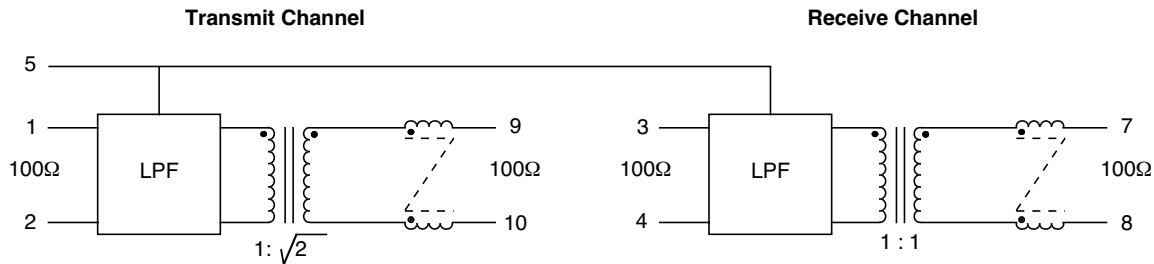 Transmit Channel
Receive Channel
5
1
9
3
7
100Ω
LPF
100Ω
100Ω
LPF
100Ω
2
10
4
8
1: √2
1 : 1